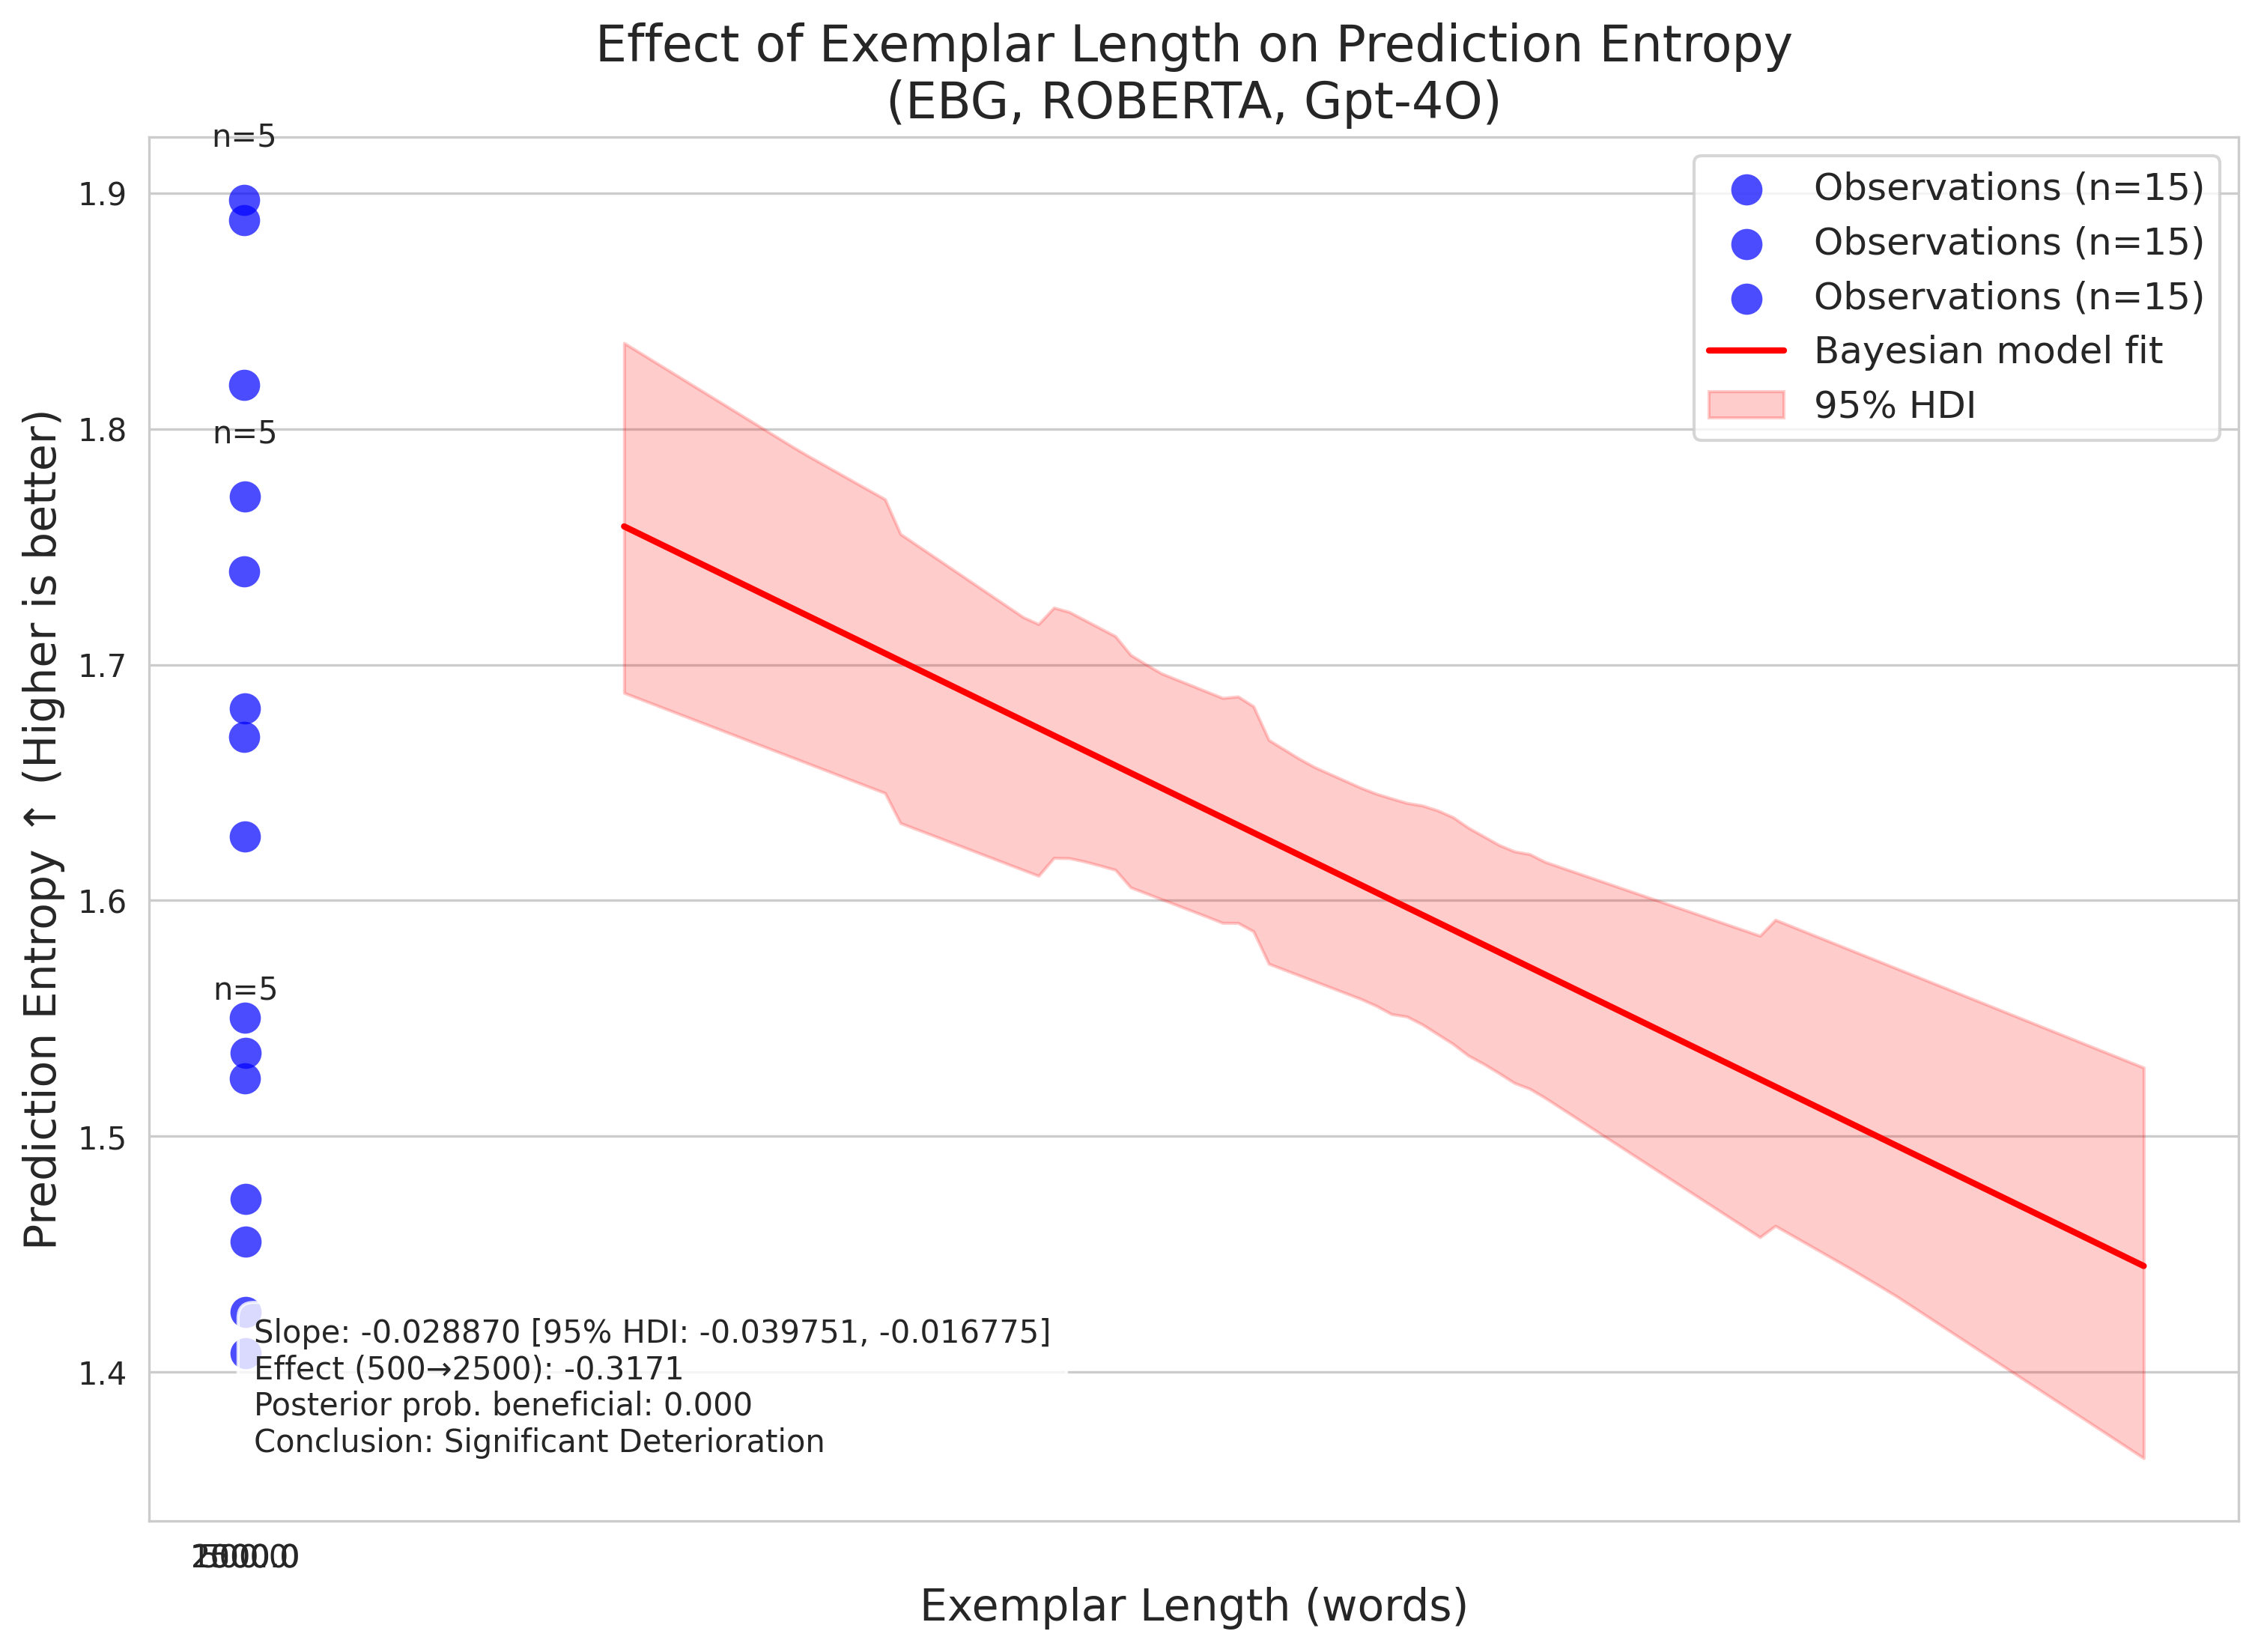 Effect of Exemplar Length on Prediction Entropy
(EBG, ROBERTA, Gpt-4O)
n=5
n=5
n=5
1.9
1.8
1.7
1.6
1.5
1.4
Prediction Entropy ↑ (Higher is better)
Observations (n=15)
Observations (n=15)
Observations (n=15)
Bayesian model fit
95% HDI
Slope: -0.028870 [95% HDI: -0.039751, -0.016775]
Effect (500→2500): -0.3171
Posterior prob. beneficial: 0.000
Conclusion: Significant Deterioration
Exemplar Length (words)